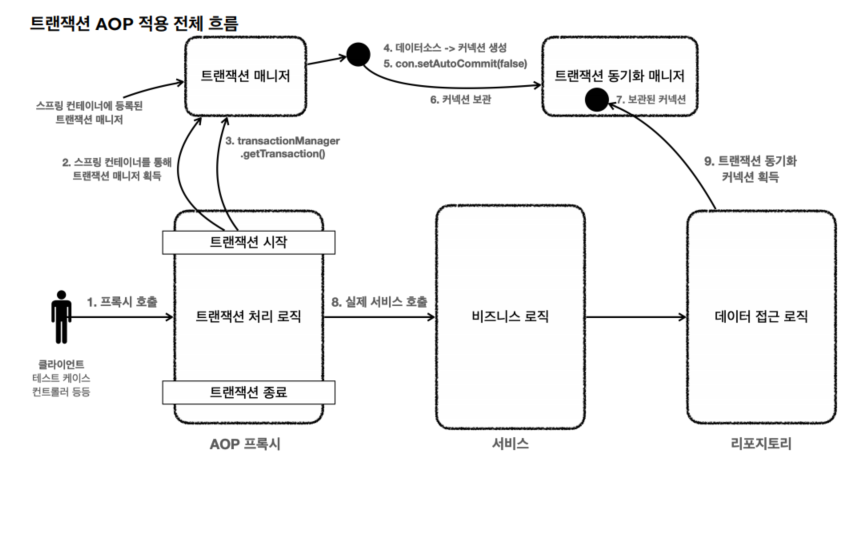 트랜잭션 AOP 적용 전체 흐름
트랜잭션 매니저
4. 데이터소스 -> 커넥션 생성
5. con.setAutoCommit(false)
트랜잭션 동기화 매니저
6. 커넥션 보관
7. 보관된 커넥션
스프링 컨테이너에 등록된
트랜잭션 매니저
2. 스프링 컨테이너를 통해
트랜잭션 매니저 획득
3. transactionManager
.getTransaction()
9. 트랜잭션 동기화
커넥션 획득
트랜잭션 시작
1. 프록시 호출
트랜잭션 처리 로직
8. 실제 서비스 호출
비즈니스 로직
데이터 접근 로직
클라이언트
테스트 케이스
컨트롤러 등등
트랜잭션 종료
AOP 프록시
서비스
리포지토리